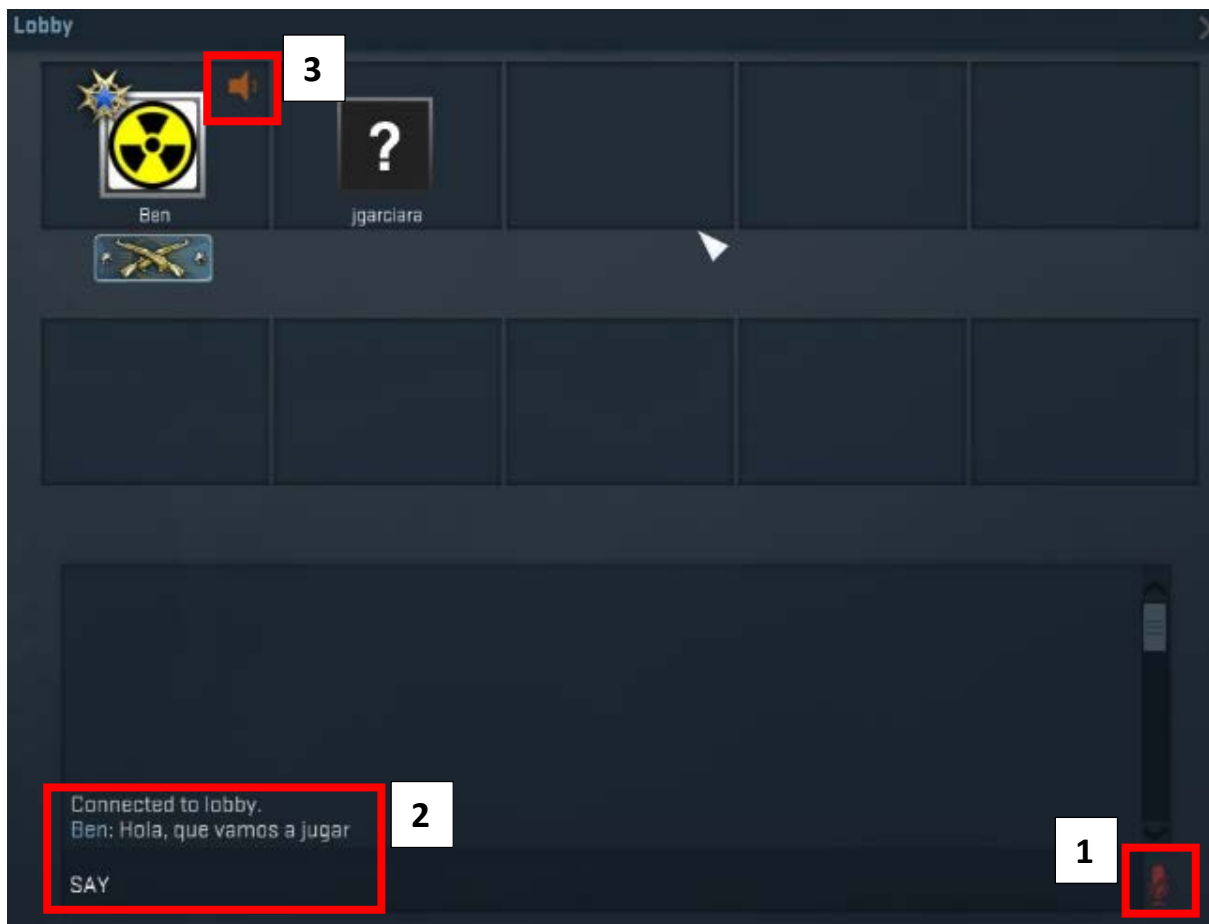 Lobby
3
?
Ben
jgarciara
Connected to lobby.
Ben: Hola, que vamos a jugar
2
1
SAY